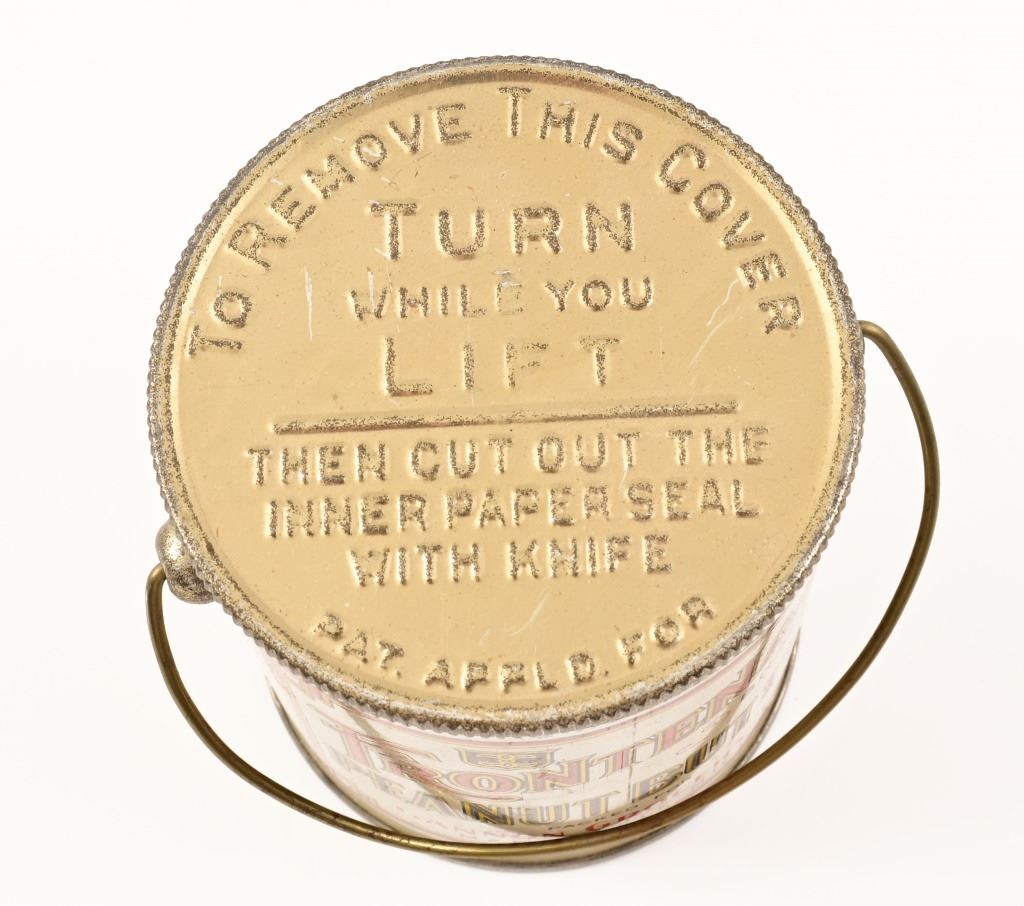 TO REMOVE THIS COVER
TURN
WHILE YOU
LIFT
THEN CUT OUT THE
INNER PAPER SEAL
WITH KNIFE
PAT. APPLD. FOR
PEANUT